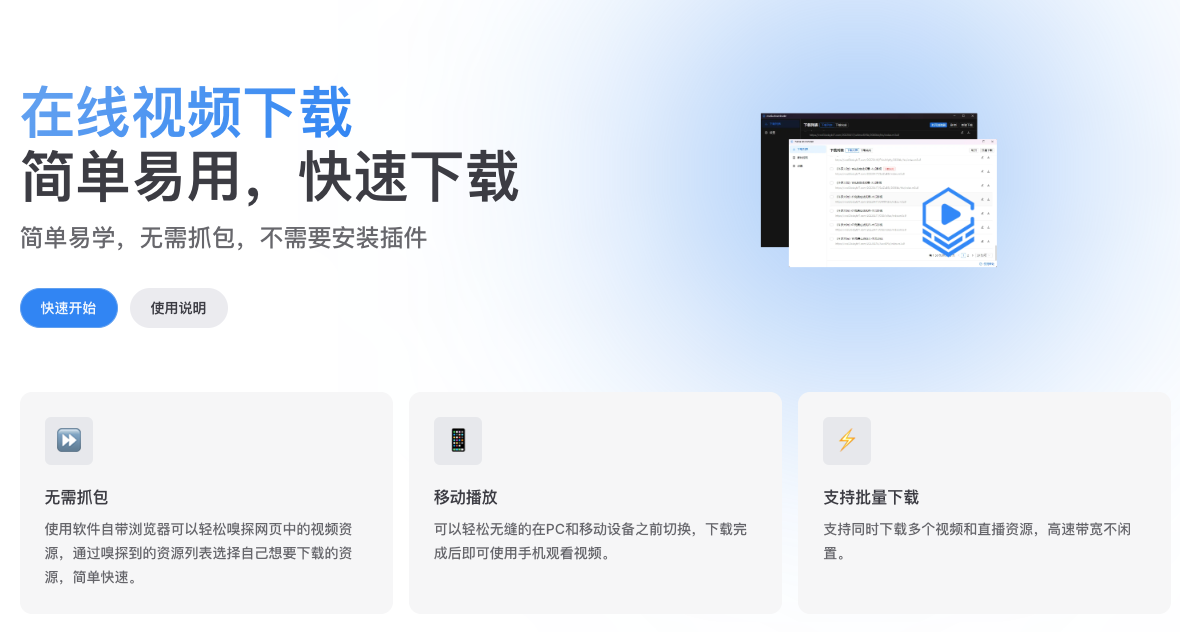 在线视频下载
简单易用，快速下载
简单易学，无需抓包，不需要安装插件
快速开始
使用说明
无需抓包
使用软件自带浏览器可以轻松嗅探网页中的视频资
源，通过嗅探到的资源列表选择自己想要下载的资
源，简单快速。
移动播放
可以轻松无缝的在PC和移动设备之前切换，下载完
成后即可使用手机观看视频。
支持批量下载
支持同时下载多个视频和直播资源，高速带宽不闲
置。